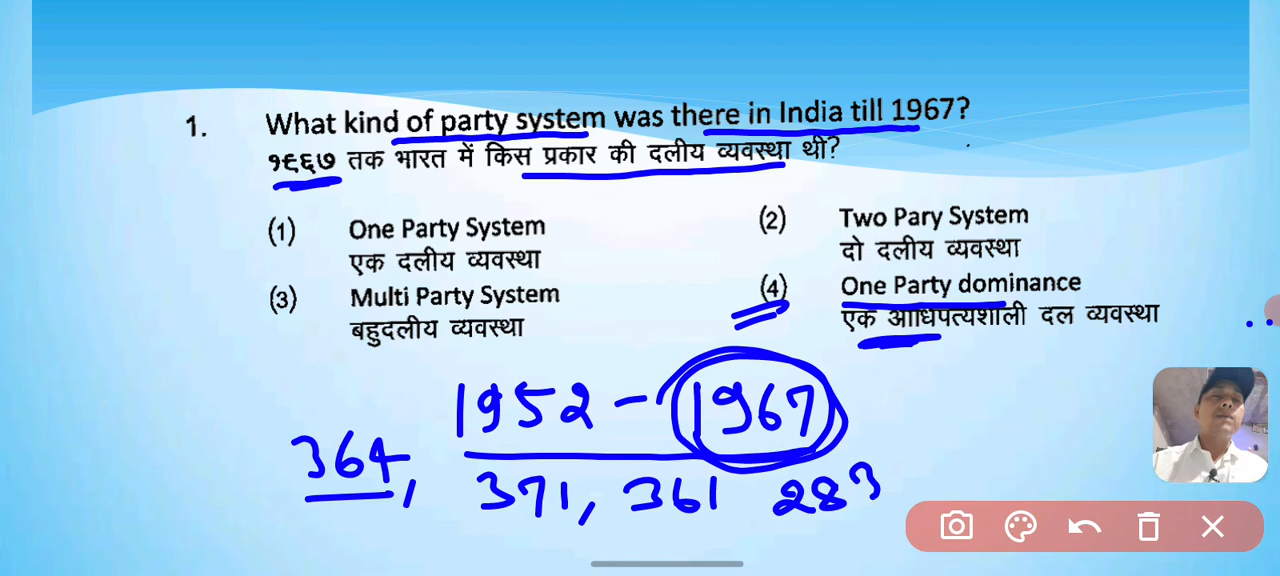 1. What kind of party system was there in India till 1967?
१९६७ तक भारत में किस प्रकार की दलीय व्यवस्था थी?
(1) One Party System (2) Two Pary System
एक दलीय व्यवस्था दो दलीय व्यवस्था
(3) Multi Party System (4) One Party dominance
बहुदलीय व्यवस्था एक आधिपत्यशाली दल व्यवस्था
1952 - 1967
364, 371, 361 283